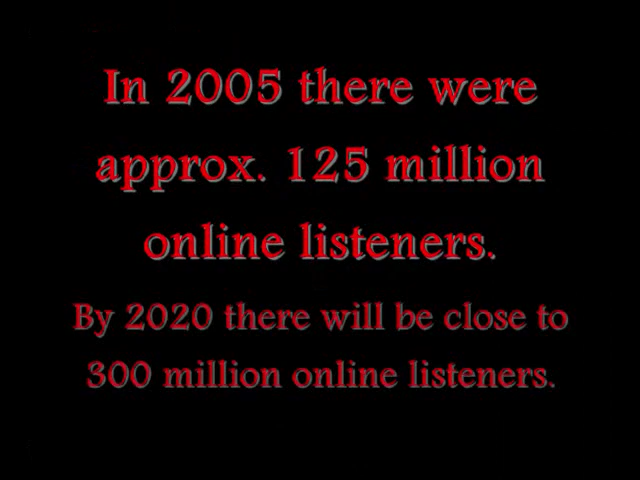 In 2005 there were
approx. 125 million
online listeners.
By 2020 there will be close to
300 million online listeners.